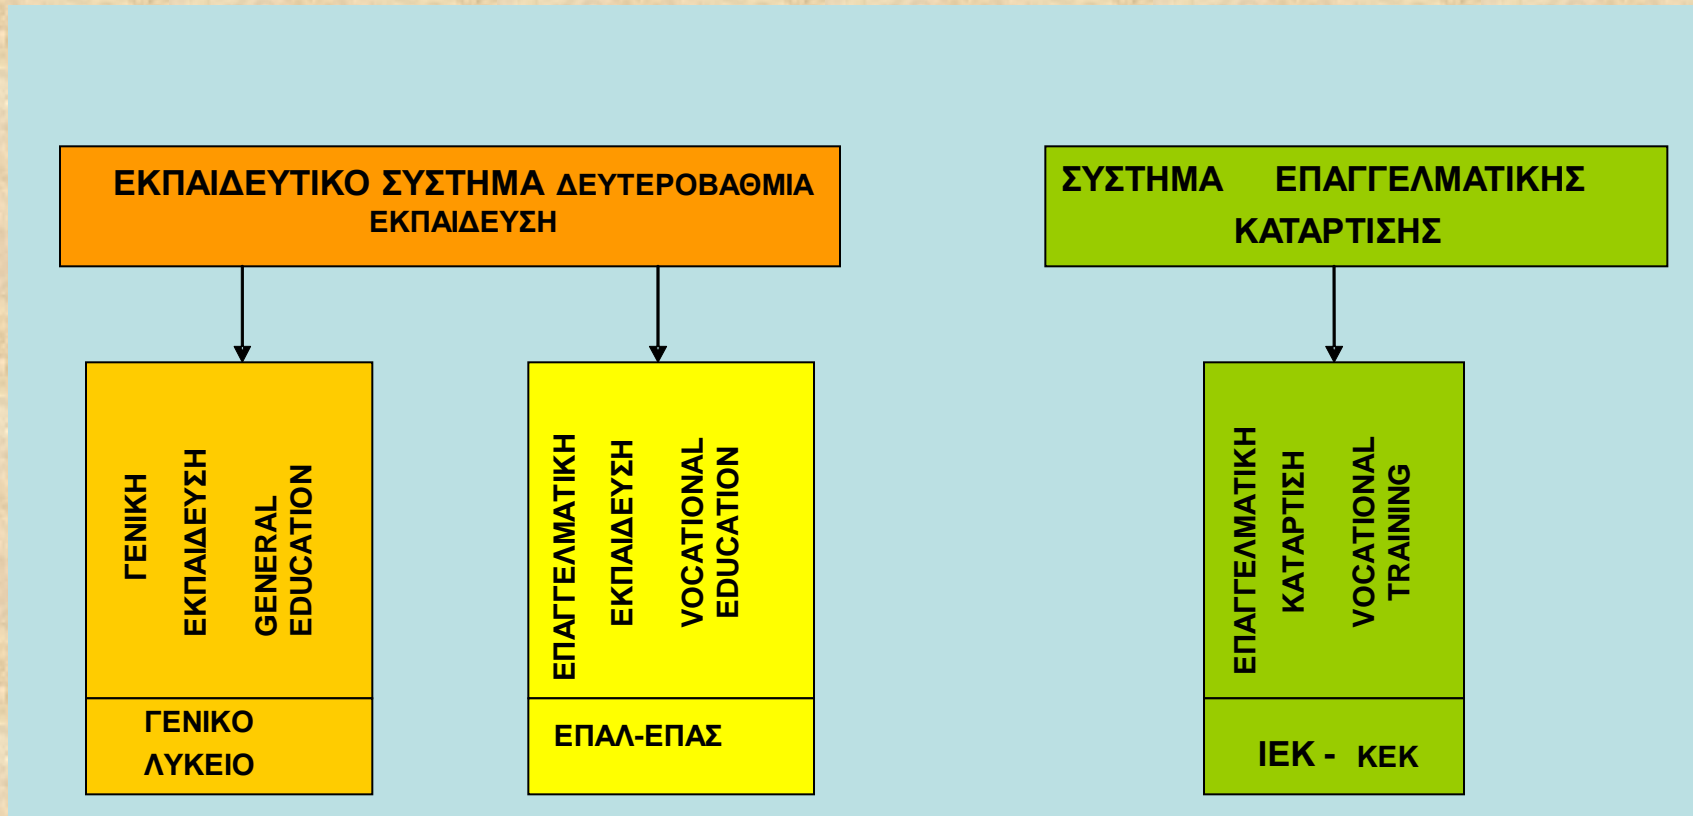 ΕΚΠΑΙΔΕΥΤΙΚΟ ΣΥΣΤΗΜΑ ΔΕΥΤΕΡΟΒΑΘΜΙΑ
ΕΚΠΑΙΔΕΥΣΗ
ΣΥΣΤΗΜΑ ΕΠΑΓΓΕΛΜΑΤΙΚΗΣ
ΚΑΤΑΡΤΙΣΗΣ
ΓΕΝΙΚΗ
ΕΚΠΑΙΔΕΥΣΗ
GENERAL
EDUCATION
ΓΕΝΙΚΟ
ΛΥΚΕΙΟ
ΕΠΑΓΓΕΛΜΑΤΙΚΗ
ΕΚΠΑΙΔΕΥΣΗ
VOCATIONAL
EDUCATION
ΕΠΑΛ-ΕΠΑΣ
ΕΠΑΓΓΕΛΜΑΤΙΚΗ
ΚΑΤΑΡΤΙΣΗ
VOCATIONAL
TRAINING
ΙΕΚ - ΚΕΚ